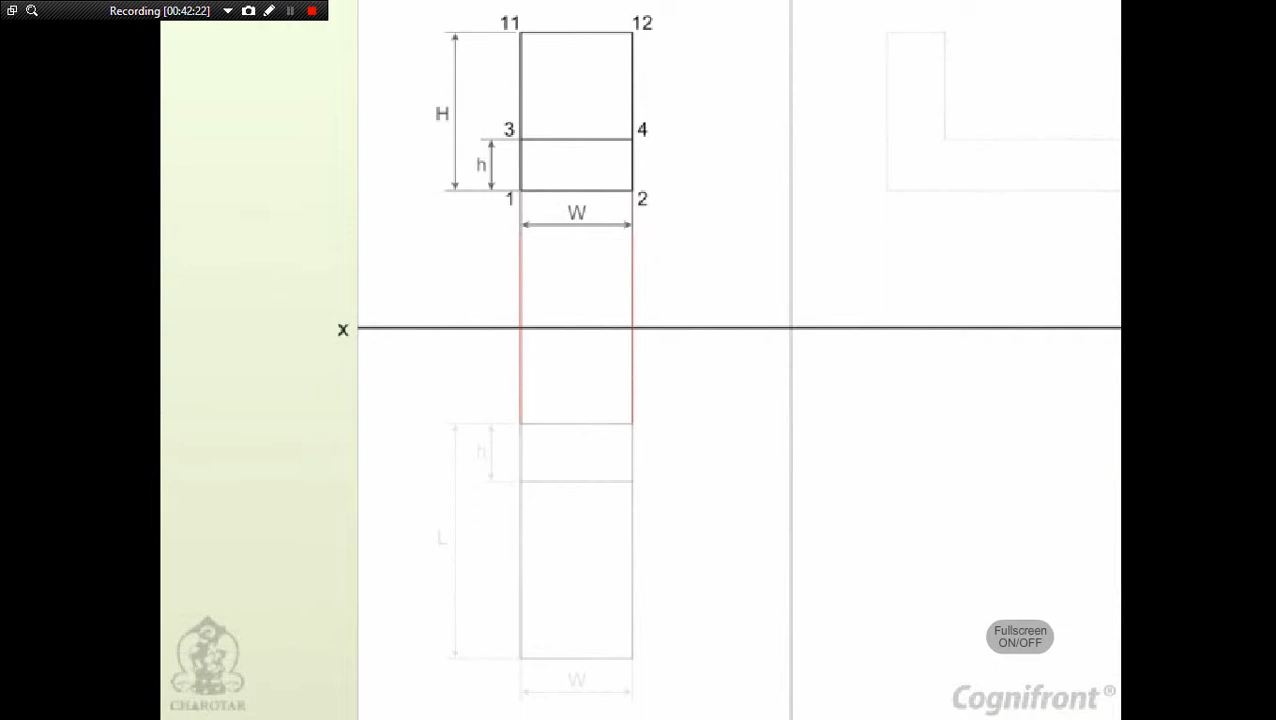 Recording [00:42:22]
11 12
H
3 4
h
1 2
W
x
h
L
W
Fullscreen
ON/OFF
CHAROTAR
Cognifront ®